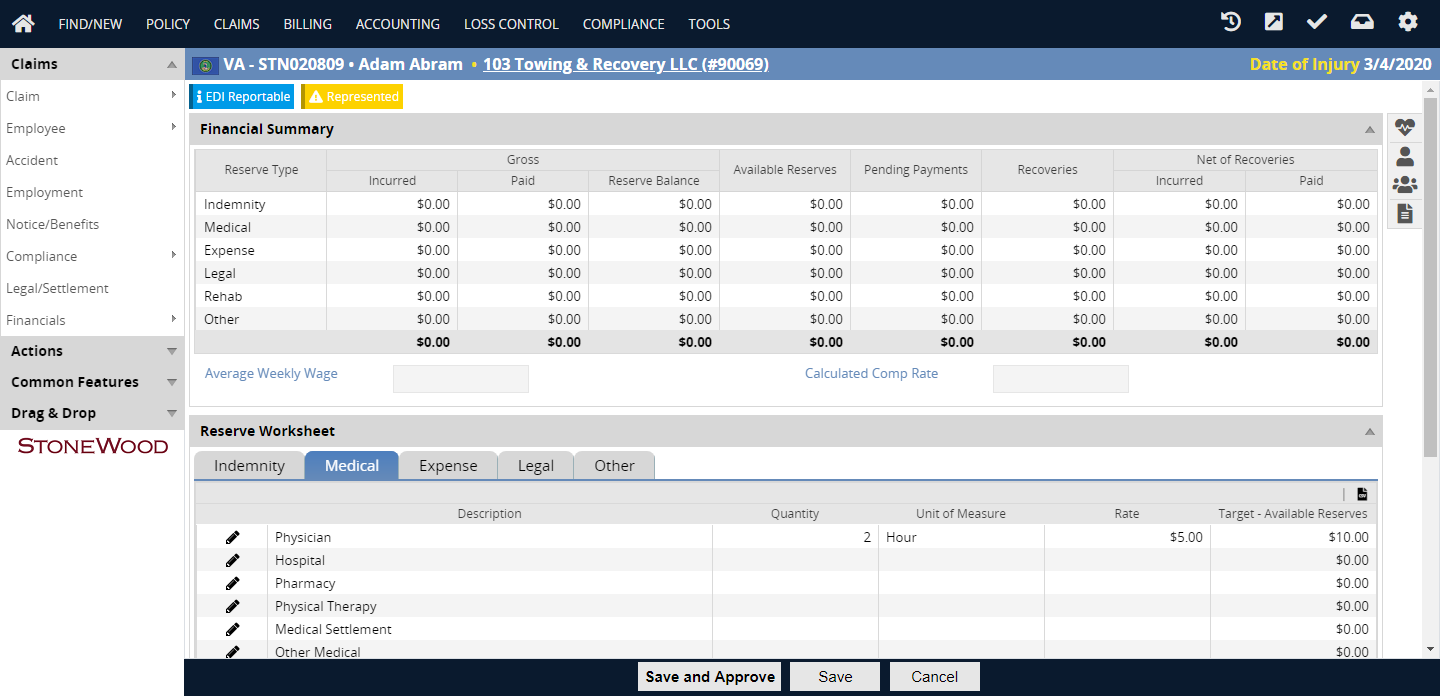 FIND/NEW POLICY CLAIMS BILLING ACCOUNTING LOSS CONTROL COMPLIANCE TOOLS
Claims
Claim
Employee
Accident
Employment
Notice/Benefits
Compliance
Legal/Settlement
Financials
Actions
Common Features
Drag & Drop
STONEWOOD
VA - STN020809 • Adam Abram • 103 Towing & Recovery LLC (#90069) Date of Injury 3/4/2020
EDI Reportable Represented
Financial Summary
Reserve Type Gross Available Reserves Pending Payments Recoveries Net of Recoveries
Incurred Paid Reserve Balance Incurred Paid
Indemnity $0.00 $0.00 $0.00 $0.00 $0.00 $0.00 $0.00 $0.00
Medical $0.00 $0.00 $0.00 $0.00 $0.00 $0.00 $0.00 $0.00
Expense $0.00 $0.00 $0.00 $0.00 $0.00 $0.00 $0.00 $0.00
Legal $0.00 $0.00 $0.00 $0.00 $0.00 $0.00 $0.00 $0.00
Rehab $0.00 $0.00 $0.00 $0.00 $0.00 $0.00 $0.00 $0.00
Other $0.00 $0.00 $0.00 $0.00 $0.00 $0.00 $0.00 $0.00
$0.00 $0.00 $0.00 $0.00 $0.00 $0.00 $0.00 $0.00
Average Weekly Wage Calculated Comp Rate
Reserve Worksheet
Indemnity Medical Expense Legal Other
Description Quantity Unit of Measure Rate Target - Available Reserves
Physician 2 Hour $5.00 $10.00
Hospital $0.00
Pharmacy $0.00
Physical Therapy $0.00
Medical Settlement $0.00
Other Medical $0.00
Save and Approve Save Cancel